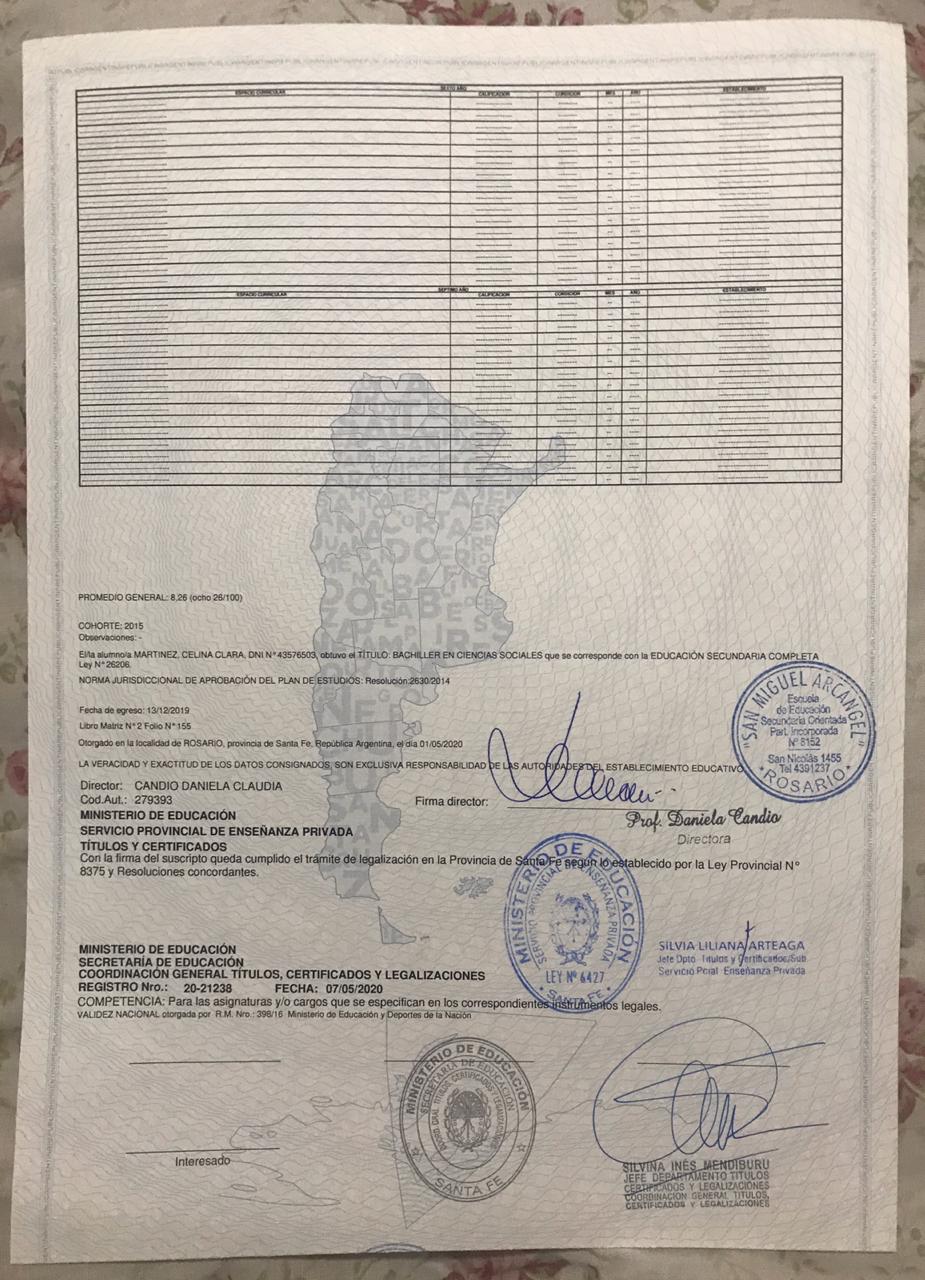 SEXTO AÑO
ESPACIO CURRICULAR CALIFICACION CONDICION MES AÑO ESTABLECIMIENTO
SEPTIMO AÑO
ESPACIO CURRICULAR CALIFICACION CONDICION MES AÑO ESTABLECIMIENTO
PROMEDIO GENERAL: 8,26 (ocho 26/100)
COHORTE: 2015
Observaciones: -
El/la alumno/a MARTINEZ, CELINA CLARA, DNI N° 43576503, obtuvo el TÍTULO: BACHILLER EN CIENCIAS SOCIALES que se corresponde con la EDUCACIÓN SECUNDARIA COMPLETA
Ley N° 26206.
NORMA JURISDICCIONAL DE APROBACIÓN DEL PLAN DE ESTUDIOS: Resolución:2630/2014
Fecha de egreso: 13/12/2019
Libro Matriz N° 2 Folio N° 155
Otorgado en la localidad de ROSARIO, provincia de Santa Fe, República Argentina, el día 01/05/2020
LA VERACIDAD Y EXACTITUD DE LOS DATOS CONSIGNADOS, SON EXCLUSIVA RESPONSABILIDAD DE LAS AUTORIDADES DEL ESTABLECIMIENTO EDUCATIVO
"SAN MIGUEL ARCANGEL"
Escuela
de Educación
Secundaria Orientada
Part. Incorporada
N° 8152
San Nicolás 1455
Tel 4391237
* ROSARIO *
Director: CANDIO DANIELA CLAUDIA
Cod.Aut.: 279393
Firma director:
Prof. Daniela Candio
Directora
MINISTERIO DE EDUCACIÓN
SERVICIO PROVINCIAL DE ENSEÑANZA PRIVADA
TÍTULOS Y CERTIFICADOS
Con la firma del suscripto queda cumplido el trámite de legalización en la Provincia de Santa Fe según lo establecido por la Ley Provincial N°
8375 y Resoluciones concordantes.
MINISTERIO DE EDUCACIÓN
SERVICIO PROVINCIAL DE ENSEÑANZA PRIVADA
LEY N° 6427
SANTA FE
SILVIA LILIANA ARTEAGA
Jefe Dpto. Títulos y Certificados/Sub
Servicio Pcial. Enseñanza Privada
MINISTERIO DE EDUCACIÓN
SECRETARÍA DE EDUCACIÓN
COORDINACIÓN GENERAL TÍTULOS, CERTIFICADOS Y LEGALIZACIONES
REGISTRO Nro.: 20-21238 FECHA: 07/05/2020
COMPETENCIA: Para las asignaturas y/o cargos que se especifican en los correspondientes instrumentos legales.
VALIDEZ NACIONAL otorgada por R.M. Nro.: 398/16 Ministerio de Educación y Deportes de la Nación
MINISTERIO DE EDUCACIÓN
SECRETARIA DE EDUCACIÓN
COORD. GRAL. TITULOS, CERTIFICADOS Y LEGALIZACIONES
SANTA FE
Interesado
SILVINA INÉS MENDIBURU
JEFE DEPARTAMENTO TITULOS
CERTIFICADOS Y LEGALIZACIONES
COORDINACION GENERAL TITULOS,
CERTIFICADOS Y LEGALIZACIONES